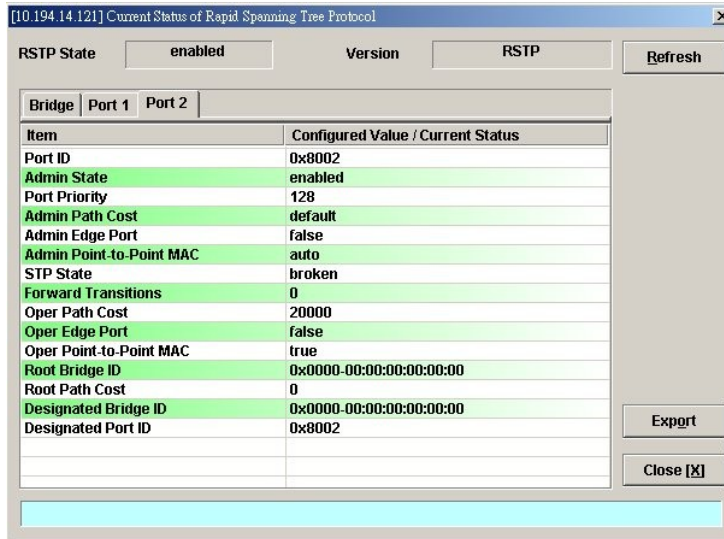 [10.194.14.121] Current Status of Rapid Spanning Tree Protocol
RSTP State enabled Version RSTP Refresh
Bridge Port 1 Port 2
Item Configured Value / Current Status
Port ID 0x8002
Admin State enabled
Port Priority 128
Admin Path Cost default
Admin Edge Port false
Admin Point-to-Point MAC auto
STP State broken
Forward Transitions 0
Oper Path Cost 20000
Oper Edge Port false
Oper Point-to-Point MAC true
Root Bridge ID 0x0000-00:00:00:00:00:00
Root Path Cost 0
Designated Bridge ID 0x0000-00:00:00:00:00:00
Designated Port ID 0x8002
Export
Close [X]